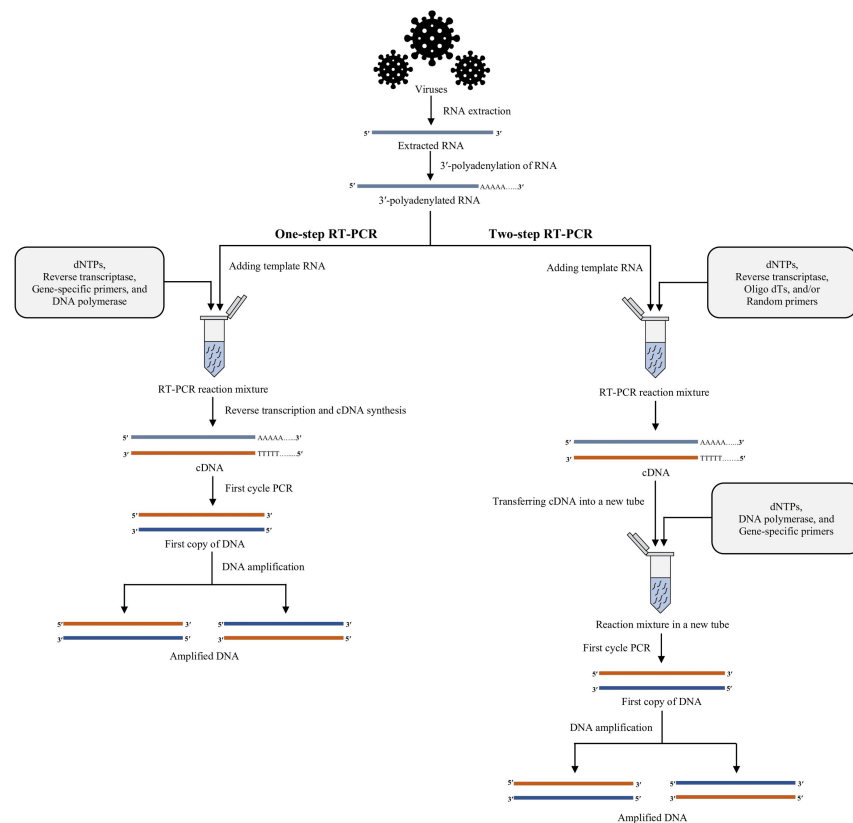 Viruses
RNA extraction
5′ 3′
Extracted RNA
3′-polyadenylation of RNA
5′ AAAAA.....3′
3′-polyadenylated RNA
One-step RT-PCR
Two-step RT-PCR
dNTPs,
Reverse transcriptase,
Gene-specific primers, and
DNA polymerase
Adding template RNA
RT-PCR reaction mixture
Reverse transcription and cDNA synthesis
5′ AAAAA.....3′
3′ TTTTT........5′
cDNA
First cycle PCR
5′ 3′
3′ 5′
First copy of DNA
DNA amplification
5′ 3′ 5′ 3′
3′ 5′ 3′ 5′
Amplified DNA
Adding template RNA
dNTPs,
Reverse transcriptase,
Oligo dTs, and/or
Random primers
RT-PCR reaction mixture
5′ AAAAA.....3′
3′ TTTTT........5′
cDNA
Transferring cDNA into a new tube
dNTPs,
DNA polymerase, and
Gene-specific primers
Reaction mixture in a new tube
First cycle PCR
5′ 3′
3′ 5′
First copy of DNA
DNA amplification
5′ 3′ 5′ 3′
3′ 5′ 3′ 5′
Amplified DNA